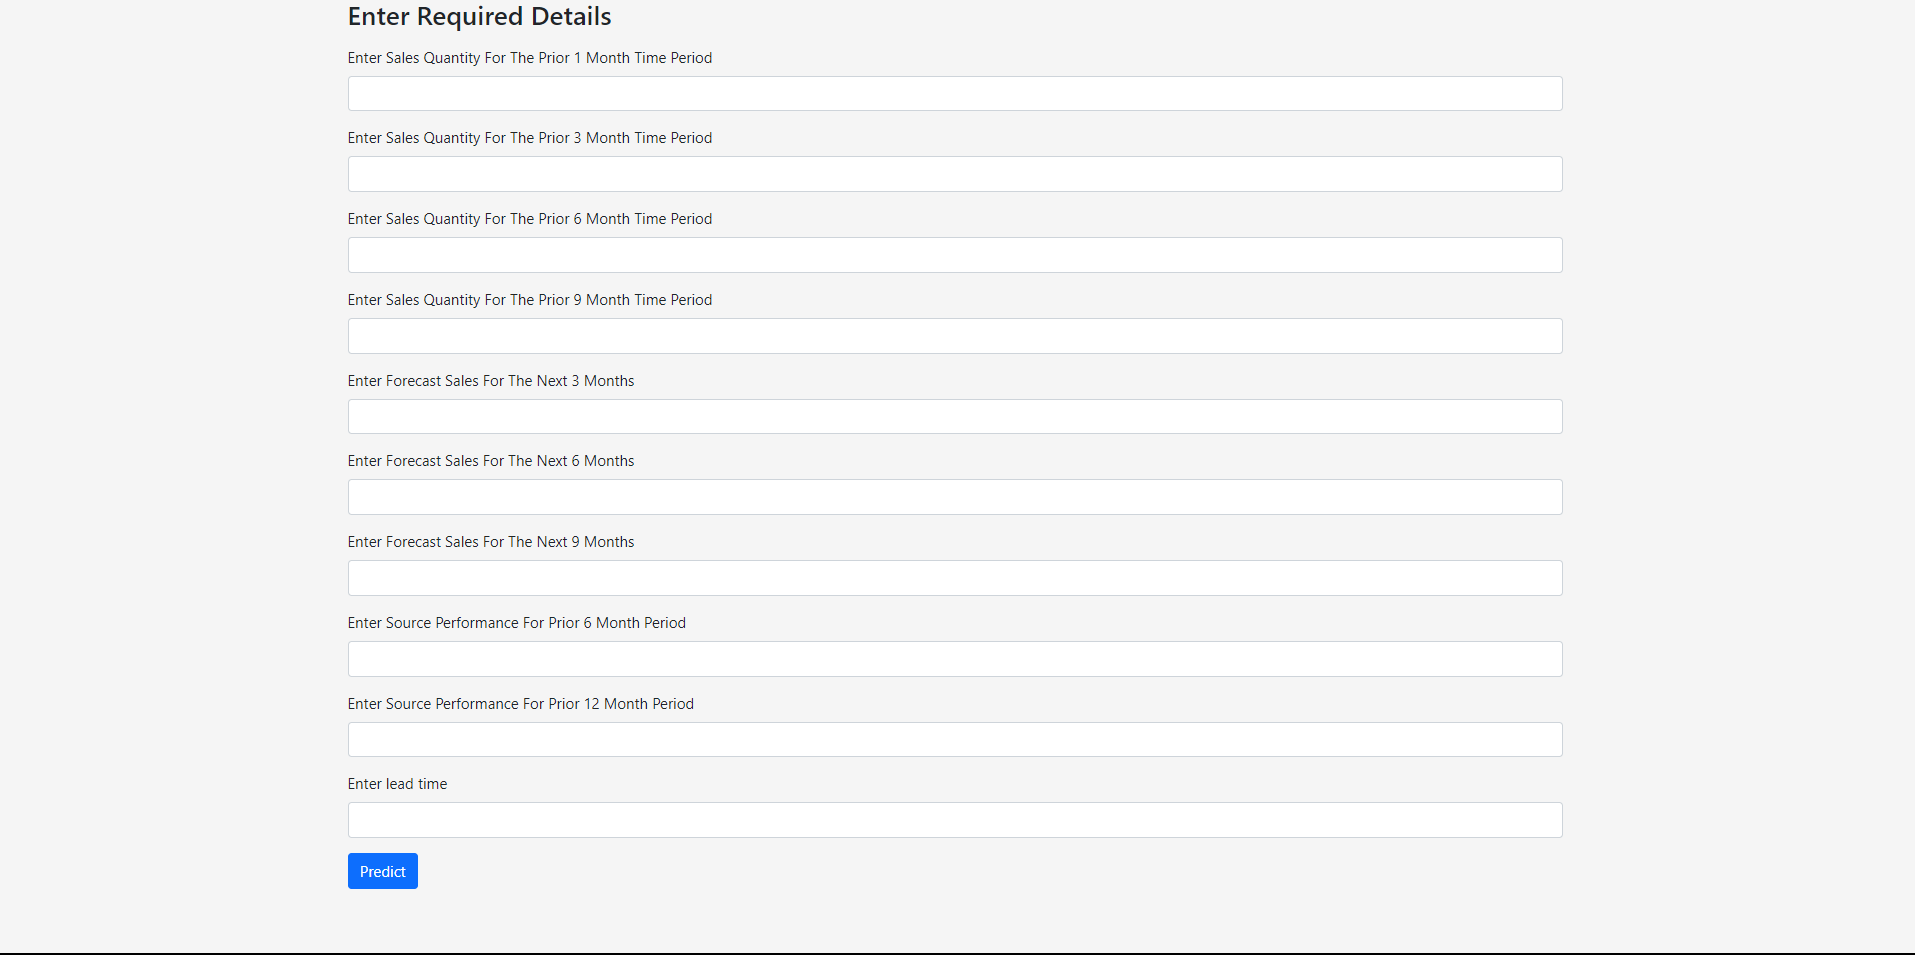 Enter Required Details
Enter Sales Quantity For The Prior 1 Month Time Period
Enter Sales Quantity For The Prior 3 Month Time Period
Enter Sales Quantity For The Prior 6 Month Time Period
Enter Sales Quantity For The Prior 9 Month Time Period
Enter Forecast Sales For The Next 3 Months
Enter Forecast Sales For The Next 6 Months
Enter Forecast Sales For The Next 9 Months
Enter Source Performance For Prior 6 Month Period
Enter Source Performance For Prior 12 Month Period
Enter lead time
Predict